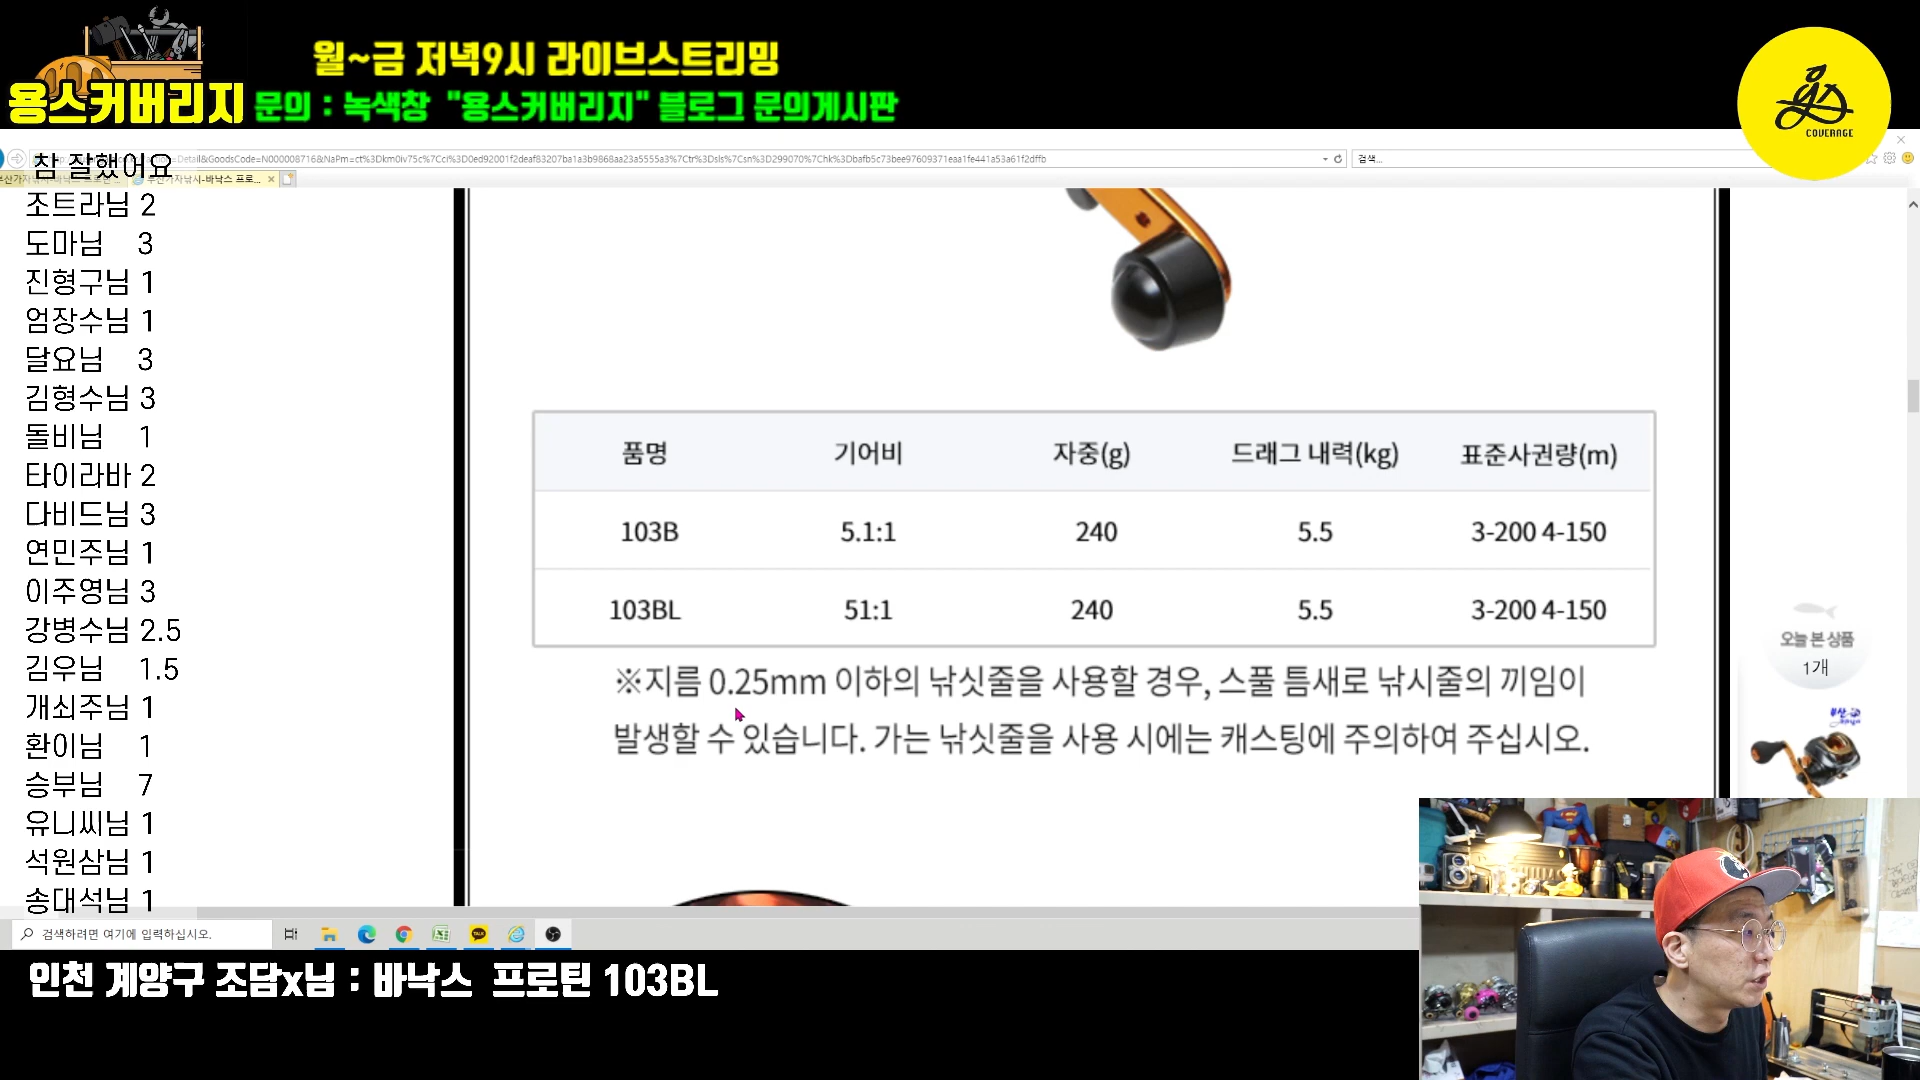 월~금 저녁9시 라이브스트리밍
용스커버리지 문의 : 녹색창 "용스커버리지" 블로그 문의게시판
COVERAGE
검색...
참 잘했어요
조트라님 2
도마님 3
진형구님 1
엄장수님 1
달요님 3
김형수님 3
돌비님 1
타이라바 2
다비드님 3
연민주님 1
이주영님 3
강병수님 2.5
김우님 1.5
개쇠주님 1
환이님 1
승부님 7
유니씨님 1
석원삼님 1
송대석님 1
품명 기어비 자중(g) 드래그 내력(kg) 표준사권량(m)
103B 5.1:1 240 5.5 3-200 4-150
103BL 51:1 240 5.5 3-200 4-150
※지름 0.25mm 이하의 낚싯줄을 사용할 경우, 스풀 틈새로 낚시줄의 끼임이
발생할 수 있습니다. 가는 낚싯줄을 사용 시에는 캐스팅에 주의하여 주십시오.
오늘 본 상품
1개
검색하려면 여기에 입력하십시오.
TALK
인천 계양구 조담x님 : 바낙스 프로틴 103BL